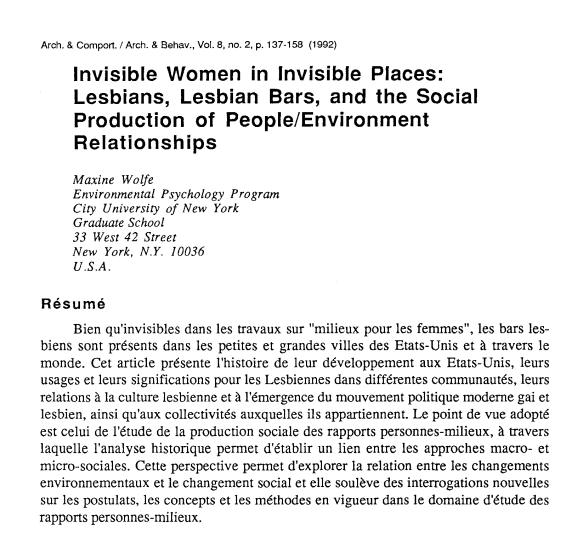 Arch. & Comport. / Arch. & Behav., Vol. 8, no. 2, p. 137-158 (1992)
Invisible Women in Invisible Places:
Lesbians, Lesbian Bars, and the Social
Production of People/Environment
Relationships
Maxine Wolfe
Environmental Psychology Program
City University of New York
Graduate School
33 West 42 Street
New York, N.Y. 10036
U.S.A.
Résumé
Bien qu'invisibles dans les travaux sur "milieux pour les femmes", les bars les-
biens sont présents dans les petites et grandes villes des Etats-Unis et à travers le
monde. Cet article présente l'histoire de leur développement aux Etats-Unis, leurs
usages et leurs significations pour les Lesbiennes dans différentes communautés, leurs
relations à la culture lesbienne et à l'émergence du mouvement politique moderne gai et
lesbien, ainsi qu'aux collectivités auxquelles ils appartiennent. Le point de vue adopté
est celui de l'étude de la production sociale des rapports personnes-milieux, à travers
laquelle l'analyse historique permet d'établir un lien entre les approches macro- et
micro-sociales. Cette perspective permet d'explorer la relation entre les changements
environnementaux et le changement social et elle soulève des interrogations nouvelles
sur les postulats, les concepts et les méthodes en vigueur dans le domaine d'étude des
rapports personnes-milieux.